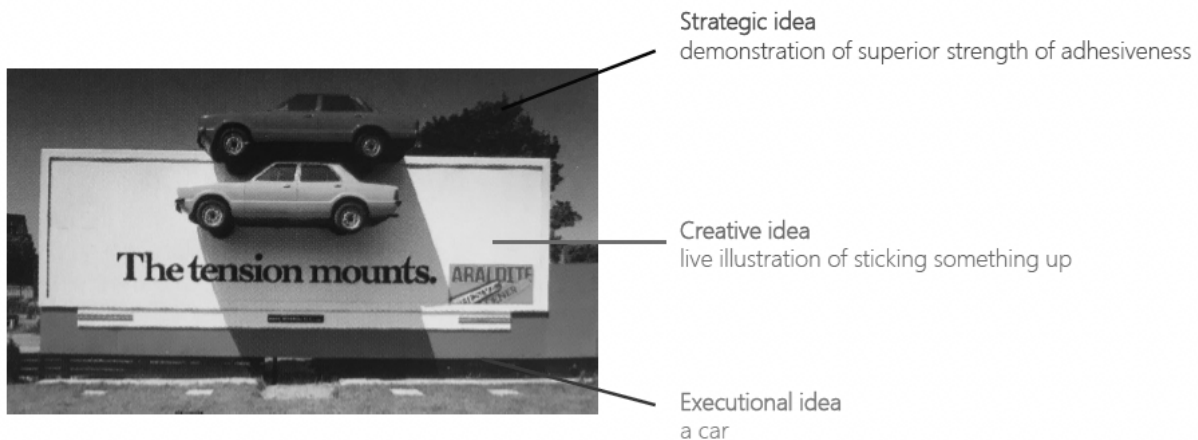 Strategic idea
demonstration of superior strength of adhesiveness
The tension mounts.
ARALDITE
Creative idea
live illustration of sticking something up
Executional idea
a car